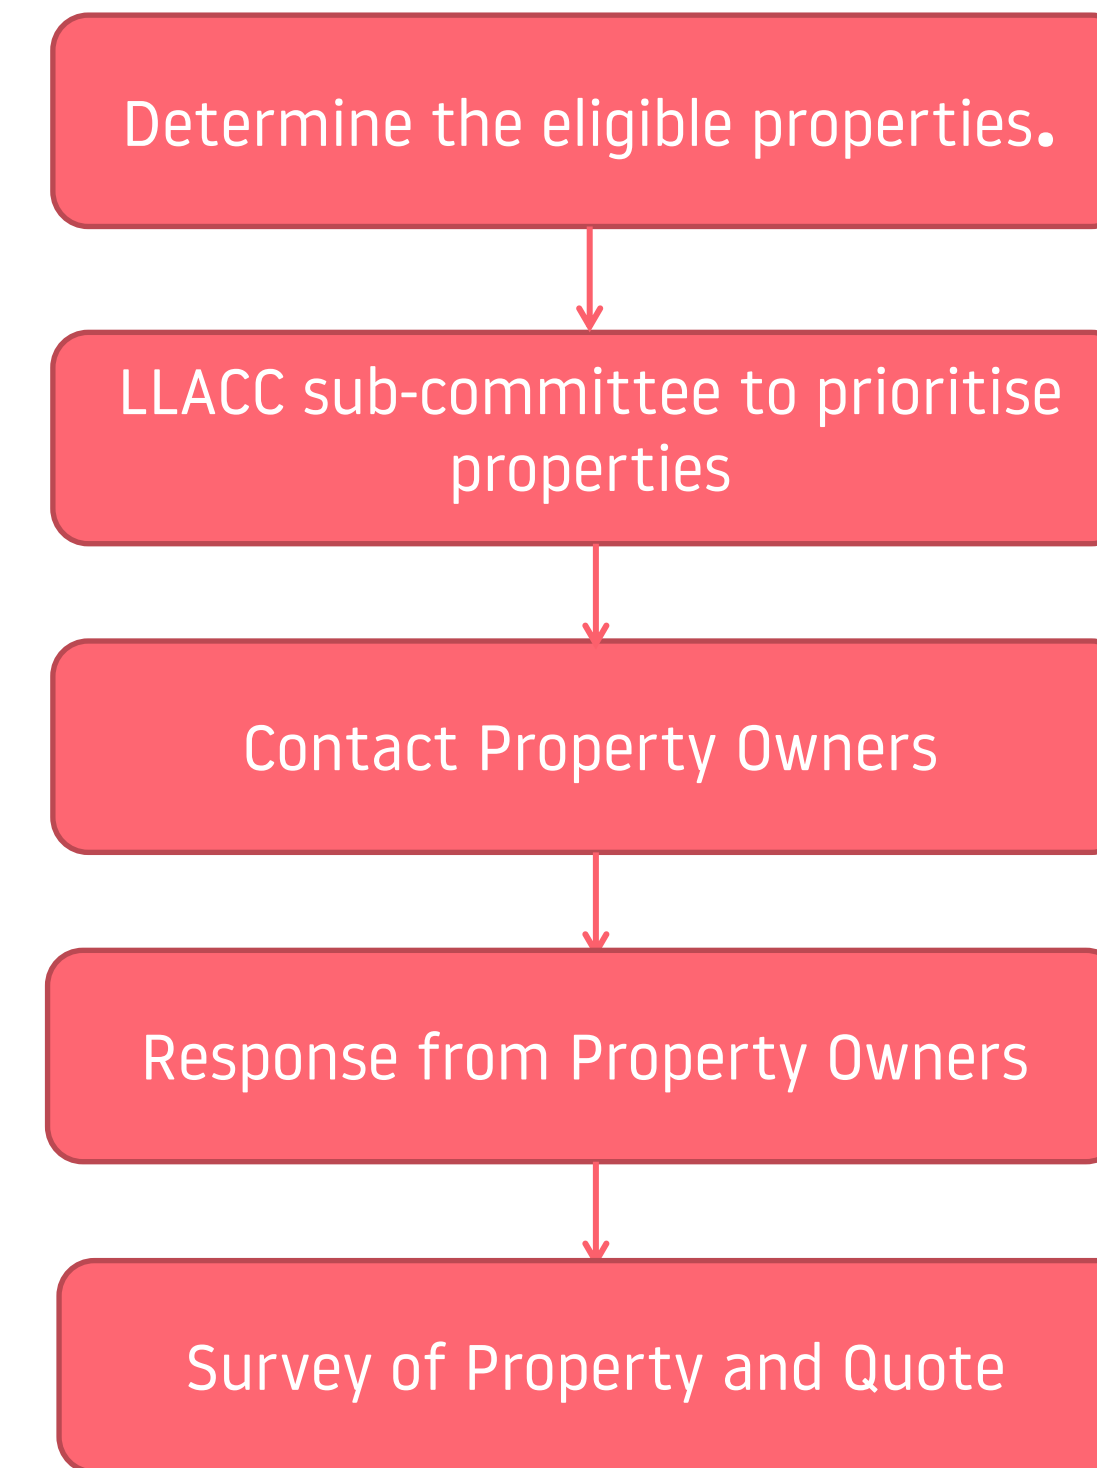 Determine the eligible properties.
LLACC sub-committee to prioritise
properties
Contact Property Owners
Response from Property Owners
Survey of Property and Quote